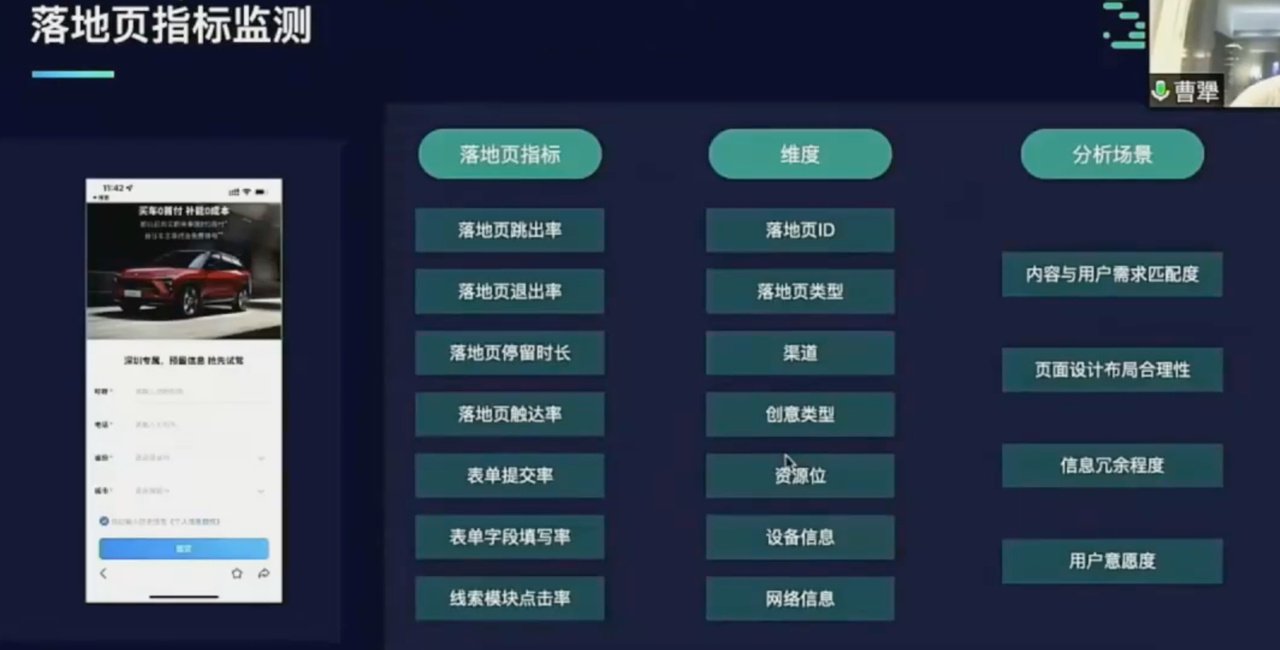 落地页指标监测
曹犟
落地页指标
维度
分析场景
落地页跳出率
落地页ID
落地页退出率
落地页类型
内容与用户需求匹配度
落地页停留时长
渠道
页面设计布局合理性
落地页触达率
创意类型
表单提交率
资源位
信息冗余程度
表单字段填写率
设备信息
用户意愿度
线索模块点击率
网络信息
11:42
买车0首付 补能0成本
深圳专属，预留信息 抢先试驾
电话*
省份*
城市*
提交